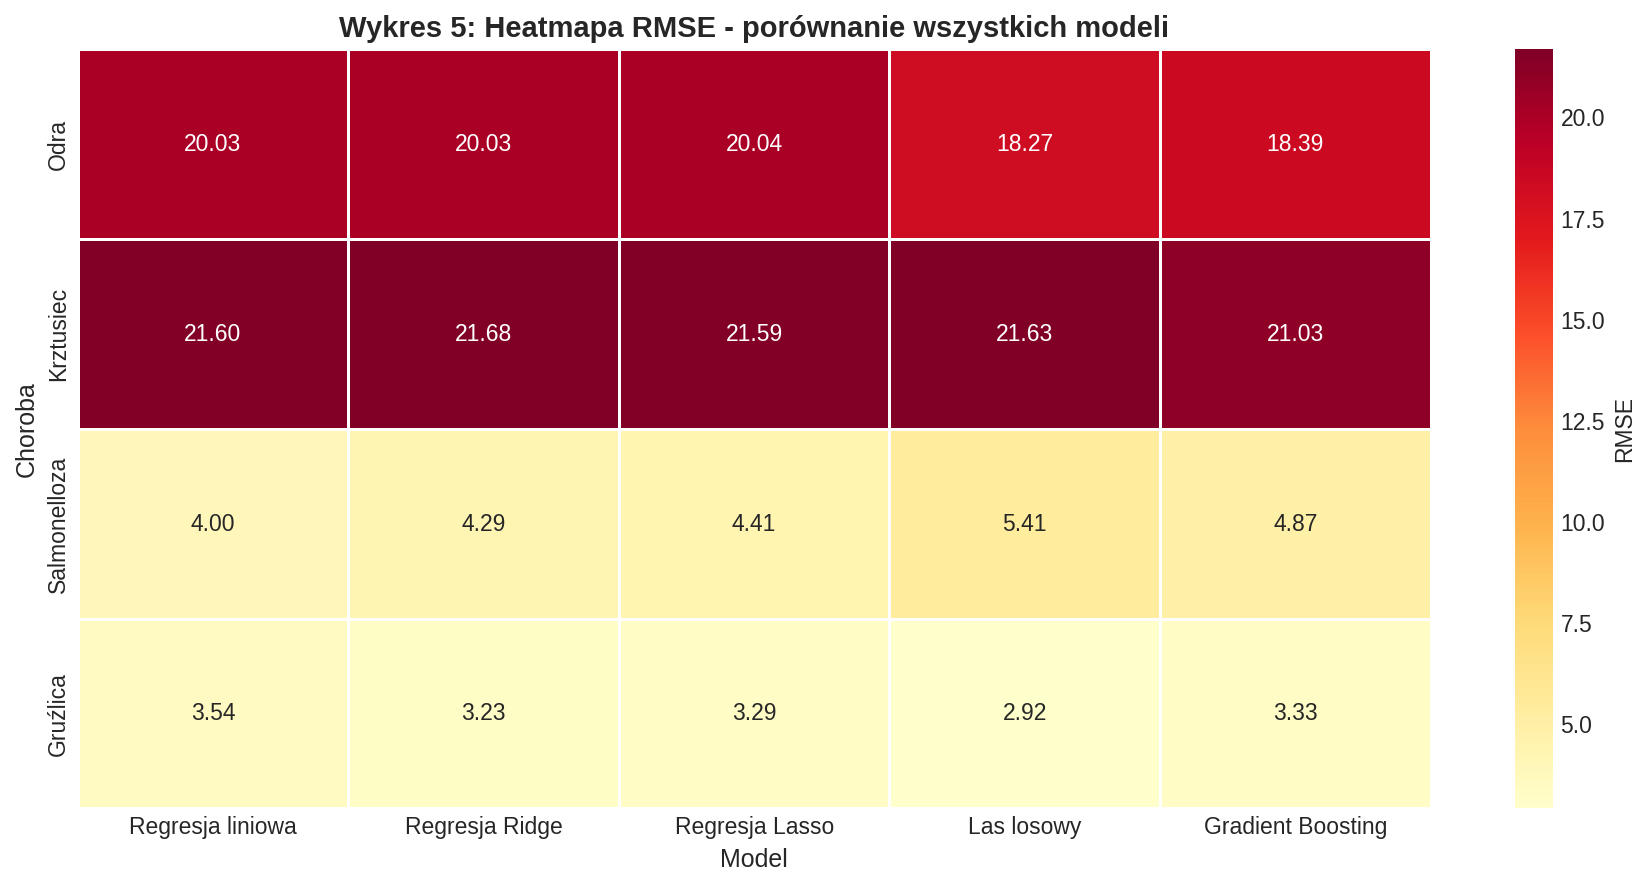 Wykres 5: Heatmapa RMSE - porównanie wszystkich modeli
Choroba
Odra
20.03 20.03 20.04 18.27 18.39
Krztusiec
21.60 21.68 21.59 21.63 21.03
Salmonelloza
4.00 4.29 4.41 5.41 4.87
Gruźlica
3.54 3.23 3.29 2.92 3.33
Regresja liniowa Regresja Ridge Regresja Lasso Las losowy Gradient Boosting
Model
20.0
17.5
15.0
12.5
10.0
7.5
5.0
RMSE